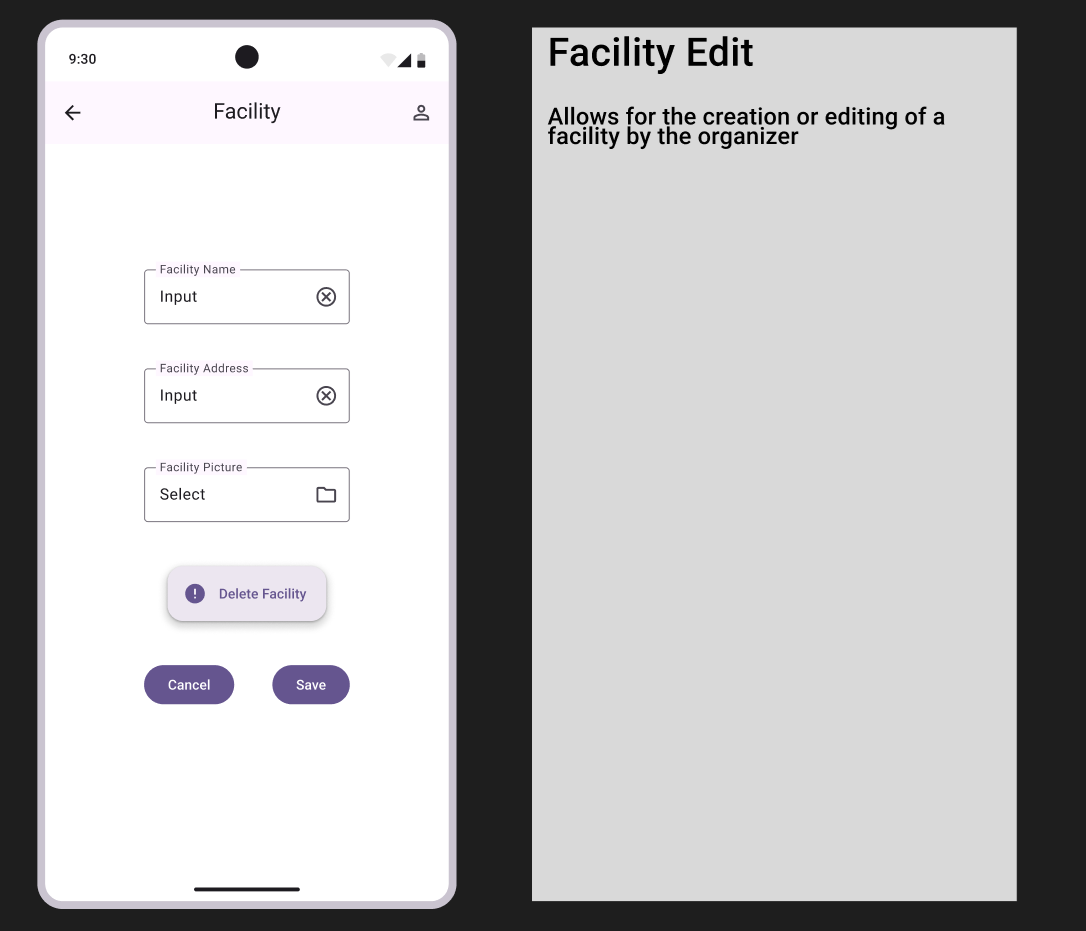 9:30
Facility
Facility Name
Input
Facility Address
Input
Facility Picture
Select
Delete Facility
Cancel
Save
Facility Edit
Allows for the creation or editing of a
facility by the organizer